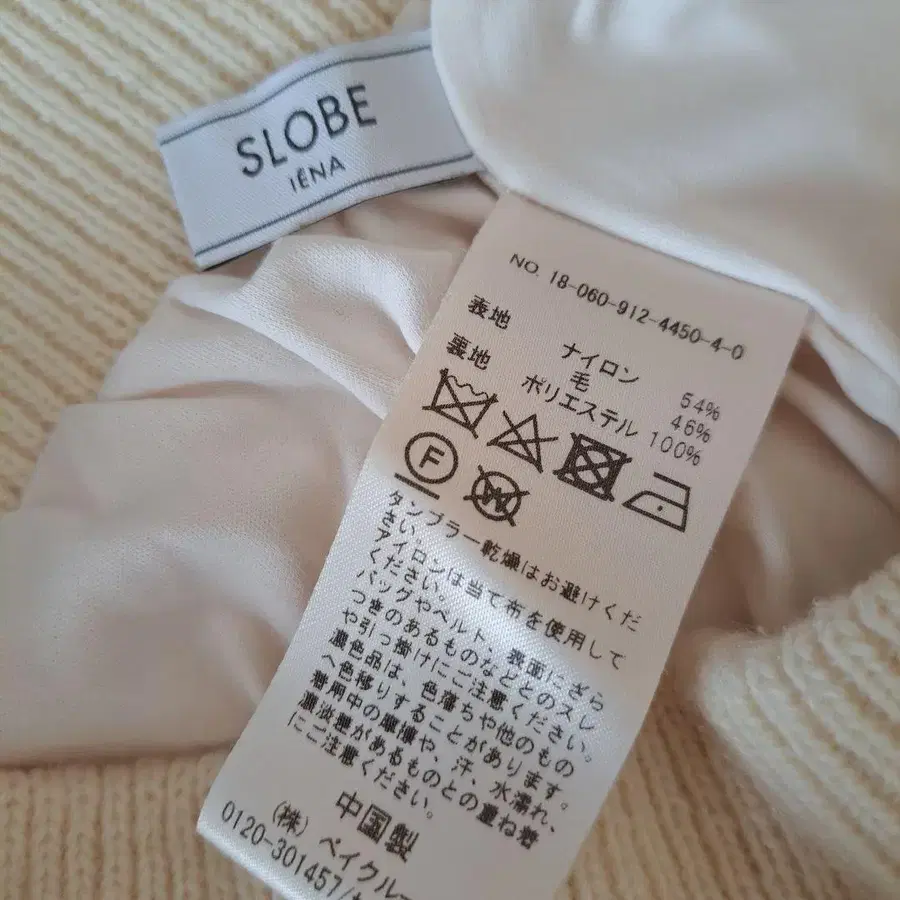 SLOBE
IÉNA
NO. 18-060-912-4450-4-0
表地 ナイロン 54%
毛 46%
裏地 ポリエステル 100%
F
W
タンブラー乾燥はお避けくだ
さい。
アイロンは当て布を使用して
ください。
バッグやベルト、表面にざら
つきのあるものなどとのスレ
や引っ掛けにご注意ください。
濃色品は、色落ちや他のもの
へ色移りすることがあります。
着用中の摩擦や、汗、水濡れ、
濃淡差があるものとの重ね着
にご注意ください。
中国製
(株) ベイクルー
0120-301457/